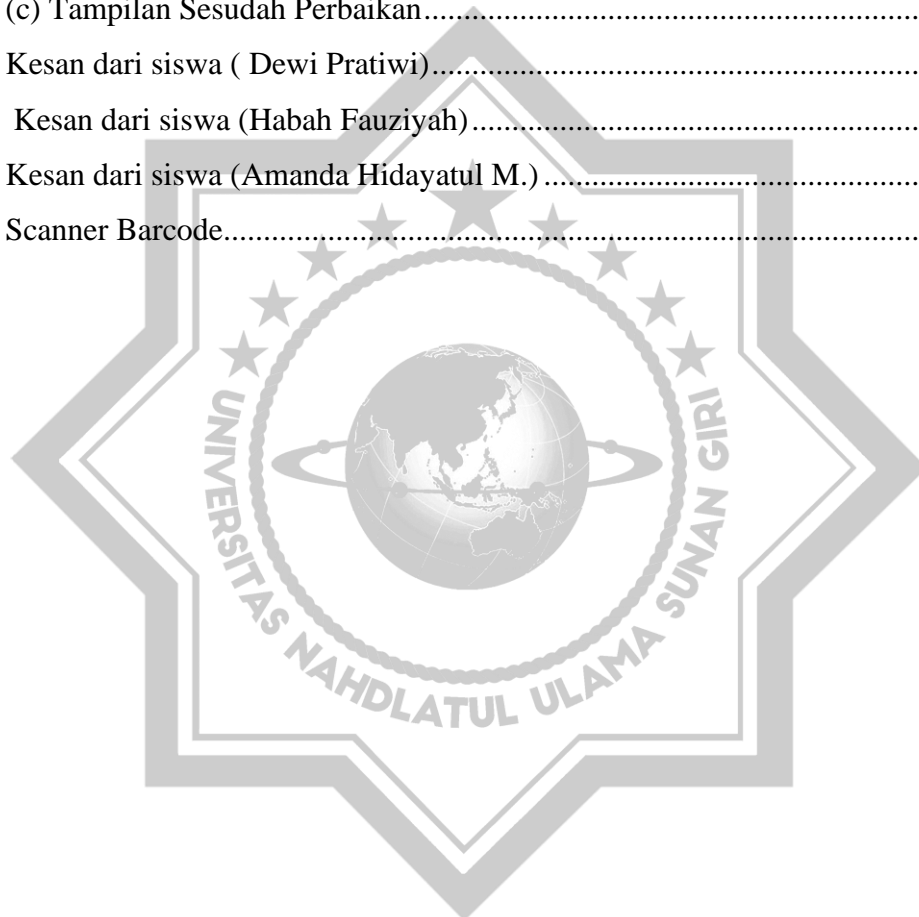 (c) Tampilan Sesudah Perbaikan................................................................
Kesan dari siswa ( Dewi Pratiwi)................................................................
Kesan dari siswa (Habah Fauziyah)................................................................
Kesan dari siswa (Amanda Hidayatul M.)................................................................
Scanner Barcode................................................................
UNIVERSITAS NAHDLATUL ULAMA SUNAN GIRI